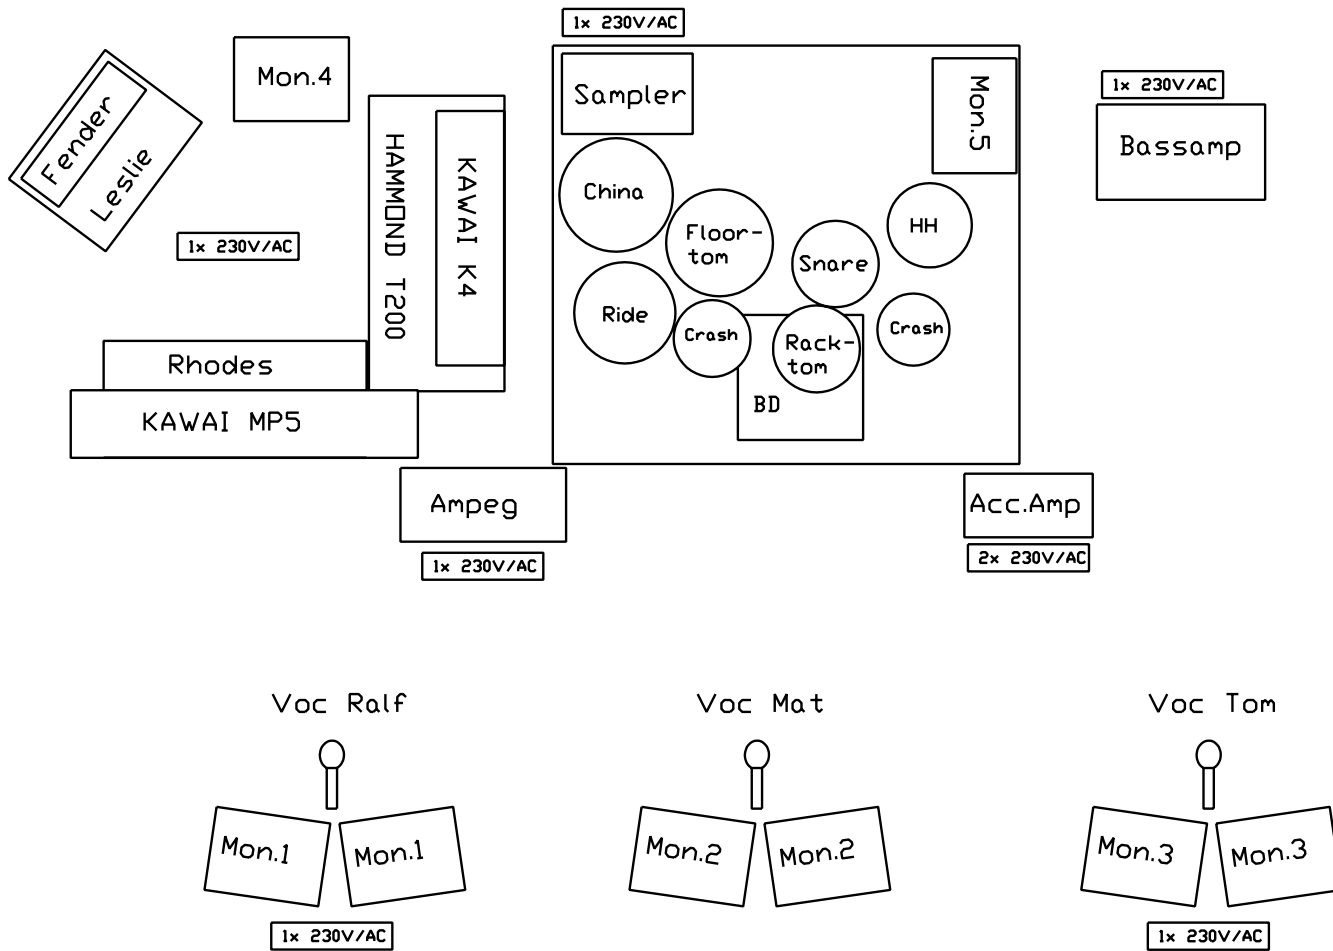 1x 230V/AC
Mon.4
Fender
Leslie
1x 230V/AC
HAMMOND T200
KAWAI K4
Rhodes
KAWAI MP5
Sampler
Mon.5
China
Floor-
tom
Snare
HH
Ride
Crash
Rack-
tom
Crash
BD
1x 230V/AC
Bassamp
Ampeg
1x 230V/AC
Acc.Amp
2x 230V/AC
Voc Ralf
Voc Mat
Voc Tom
Mon.1
Mon.1
Mon.2
Mon.2
Mon.3
Mon.3
1x 230V/AC
1x 230V/AC